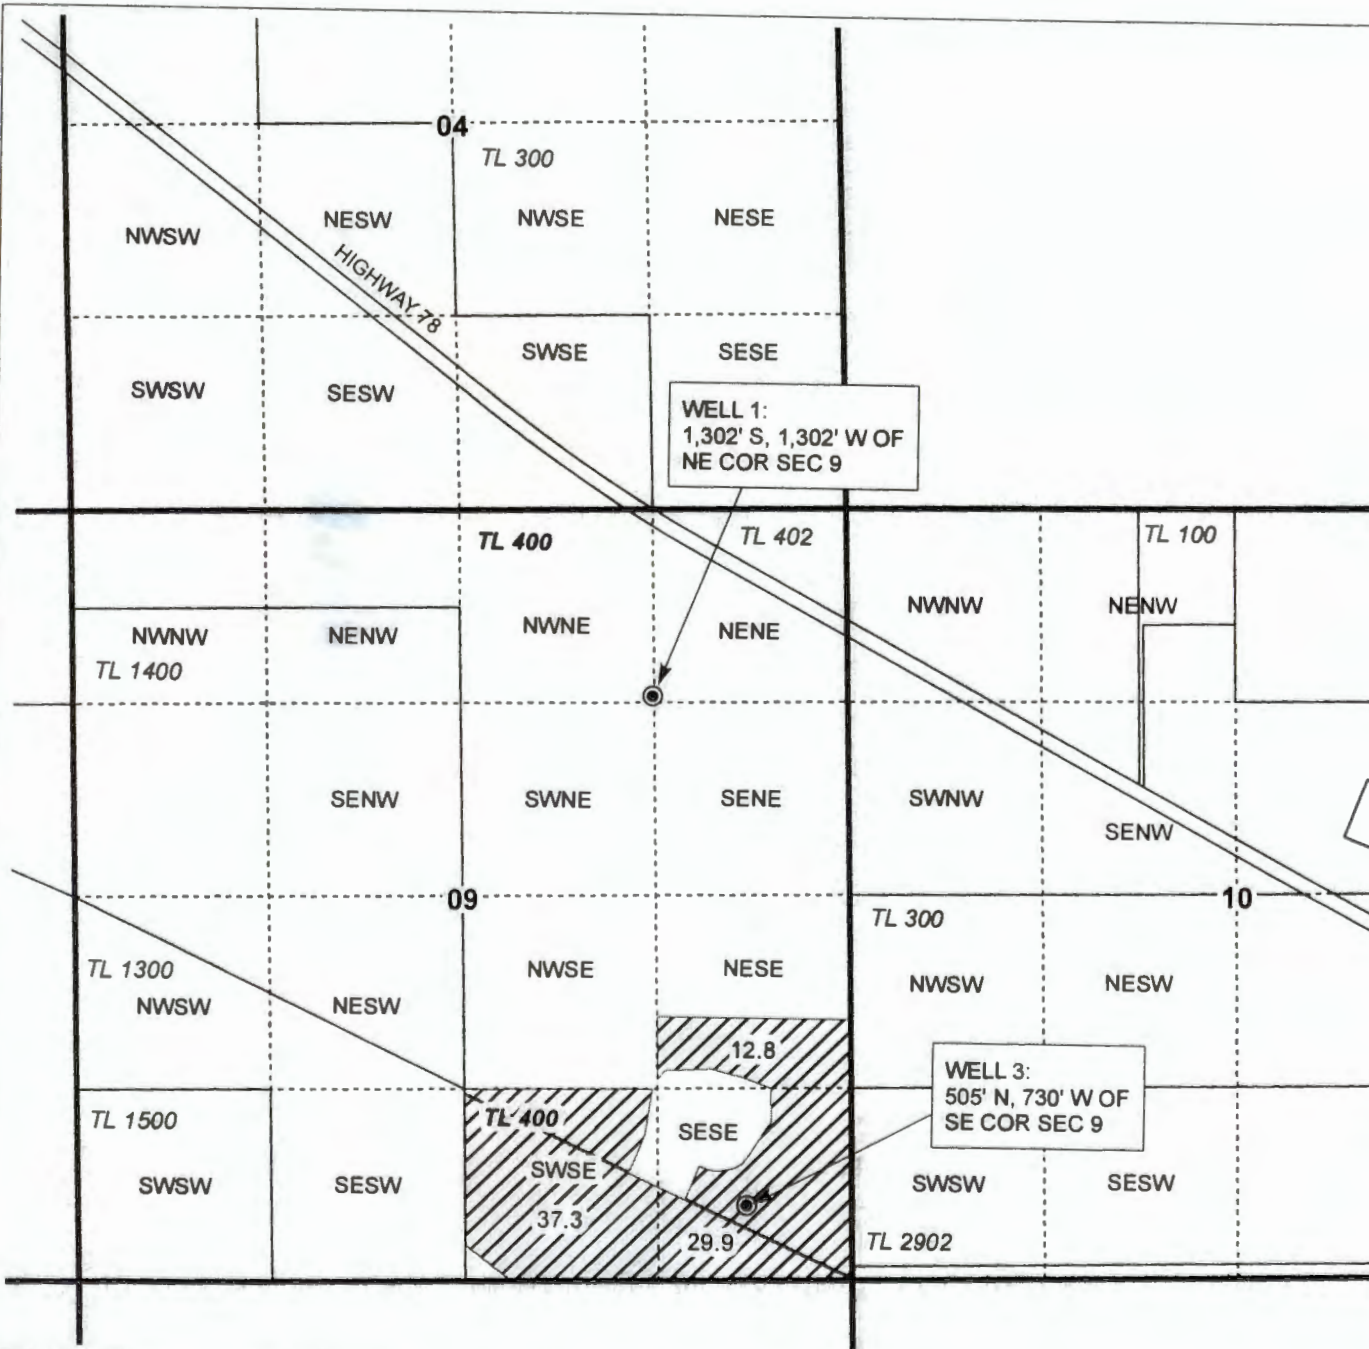 04
TL 300
NWSW
NESW
NWSE
NESE
HIGHWAY 78
SWSW
SESW
SWSE
SESE
WELL 1:
1,302' S, 1,302' W OF
NE COR SEC 9
TL 400
TL 402
TL 100
NWNW
NENW
NWNE
NENE
NWNW
NENW
TL 1400
SENW
SWNE
SENE
SWNW
SENW
09
10
TL 300
TL 1300
NWSW
NESW
NWSE
NESE
NWSW
NESW
12.8
WELL 3:
505' N, 730' W OF
SE COR SEC 9
TL 1500
TL 400
SESE
SWSW
SESW
SWSE
SWSW
SESW
37.3
29.9
TL 2902